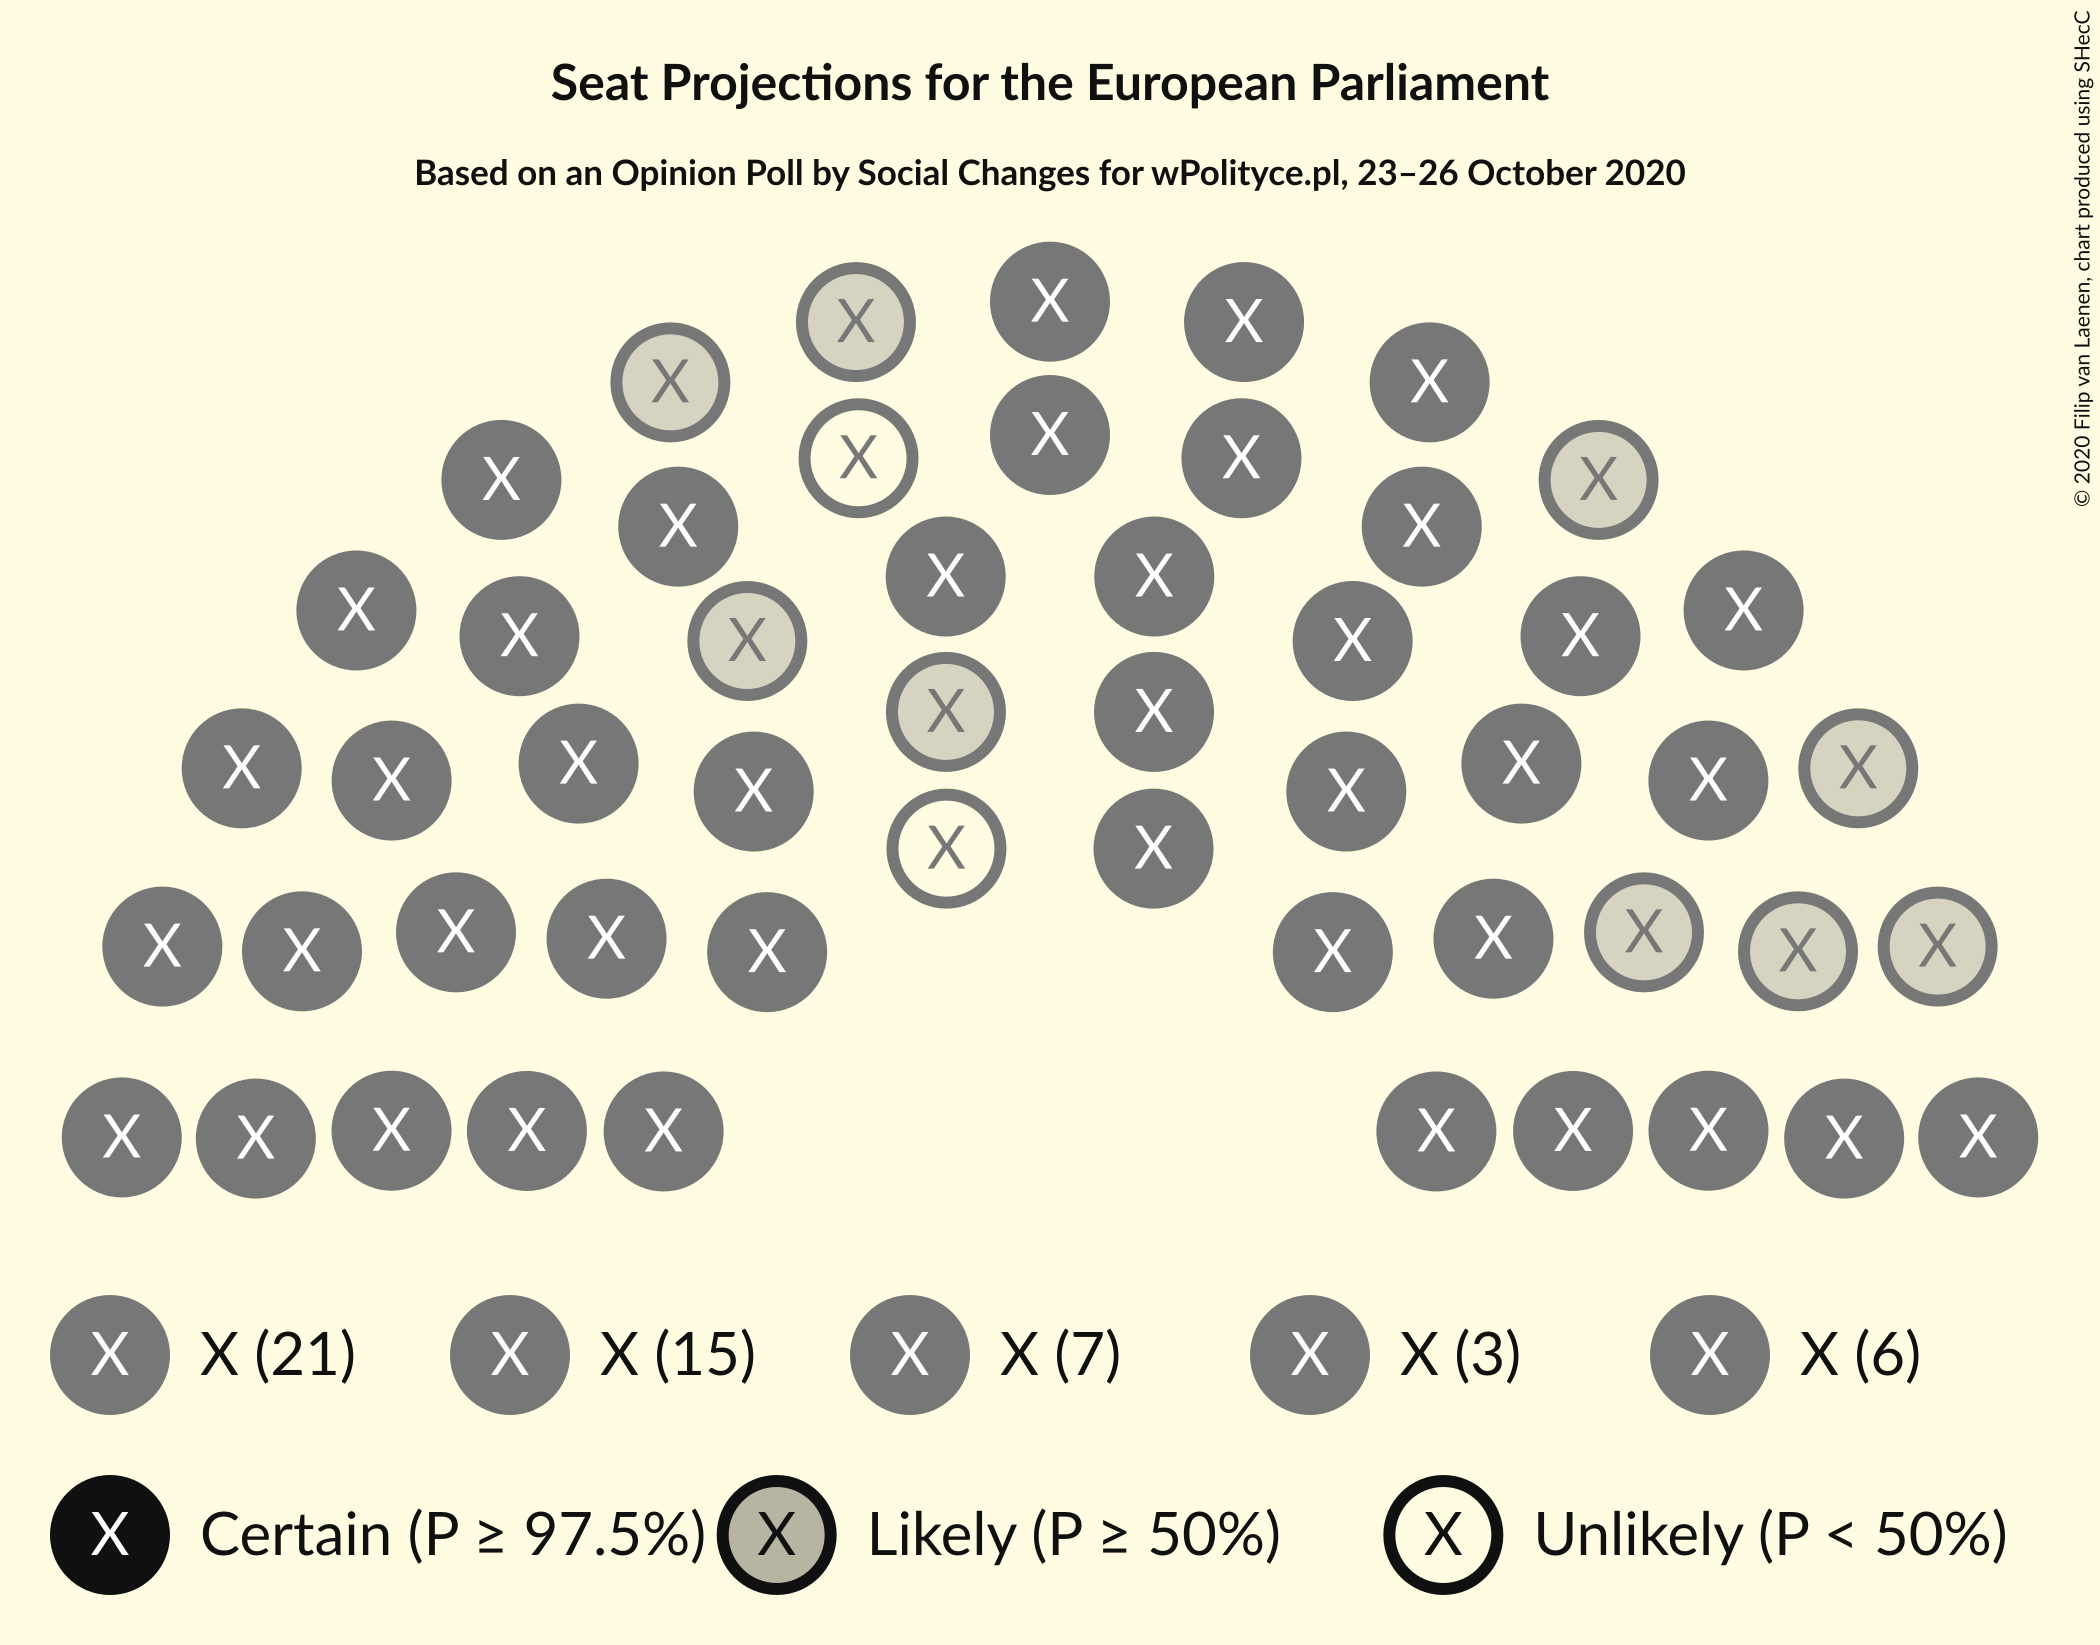 Seat Projections for the European Parliament
Based on an Opinion Poll by Social Changes for wPolityce.pl, 23–26 October 2020
© 2020 Filip van Laenen, chart produced using SHecC
X
X X
X X
X
X X
X X
X X
X X
X X
X X
X X
X X
X X
X X
X X
X X X X
X X X X
X X
X X X X X X
X X X X X X
X X X X X X X X X X
X X (21) X X (15) X X (7) X X (3) X X (6)
X Certain (P ≥ 97.5%) X Likely (P ≥ 50%) X Unlikely (P < 50%)